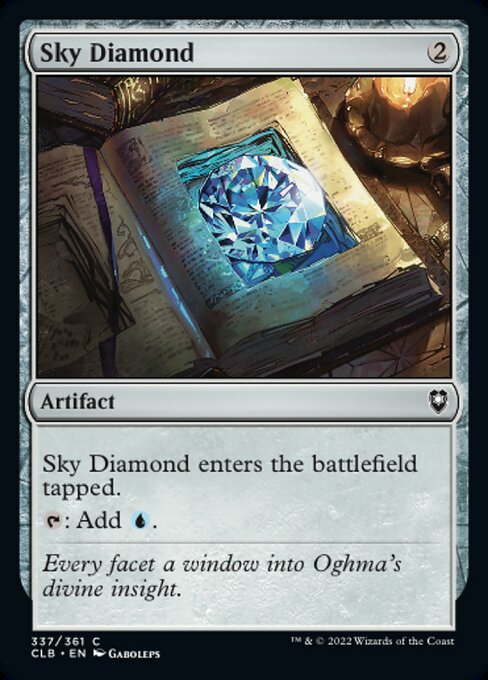 Sky Diamond 2
Artifact
Sky Diamond enters the battlefield
tapped.
: Add .
Every facet a window into Oghma's
divine insight.
337/361 C
CLB • EN Gaboleps
™ & © 2022 Wizards of the Coast